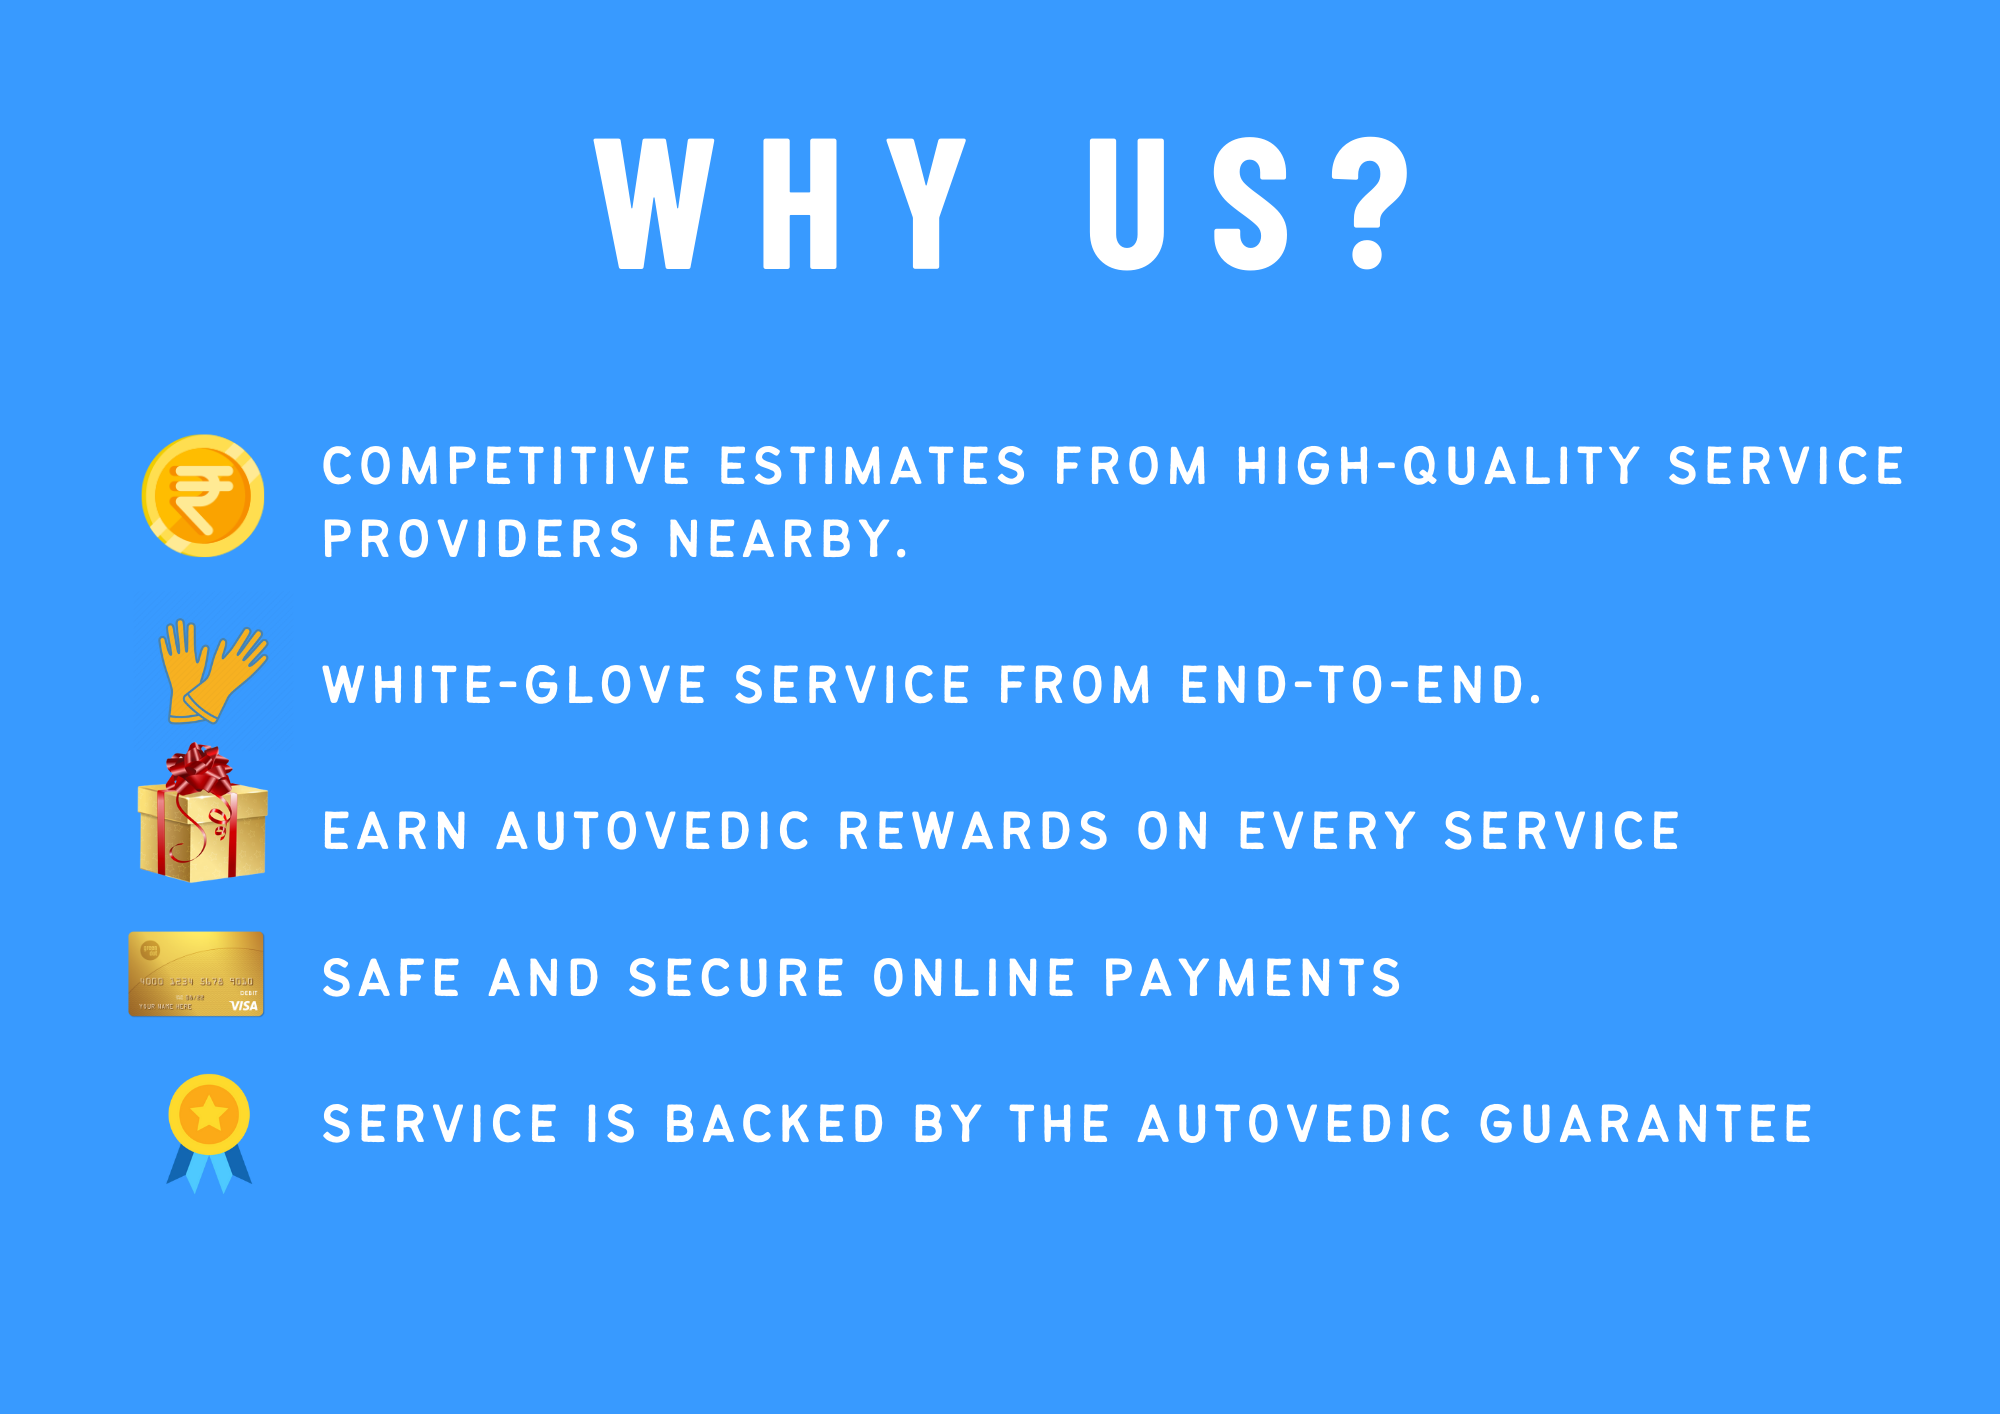 WHY US?
COMPETITIVE ESTIMATES FROM HIGH-QUALITY SERVICE
PROVIDERS NEARBY.
WHITE-GLOVE SERVICE FROM END-TO-END.
EARN AUTOVEDIC REWARDS ON EVERY SERVICE
4000 1234 5678 9010
DEBIT
YOUR NAME HERE
VISA
SAFE AND SECURE ONLINE PAYMENTS
SERVICE IS BACKED BY THE AUTOVEDIC GUARANTEE